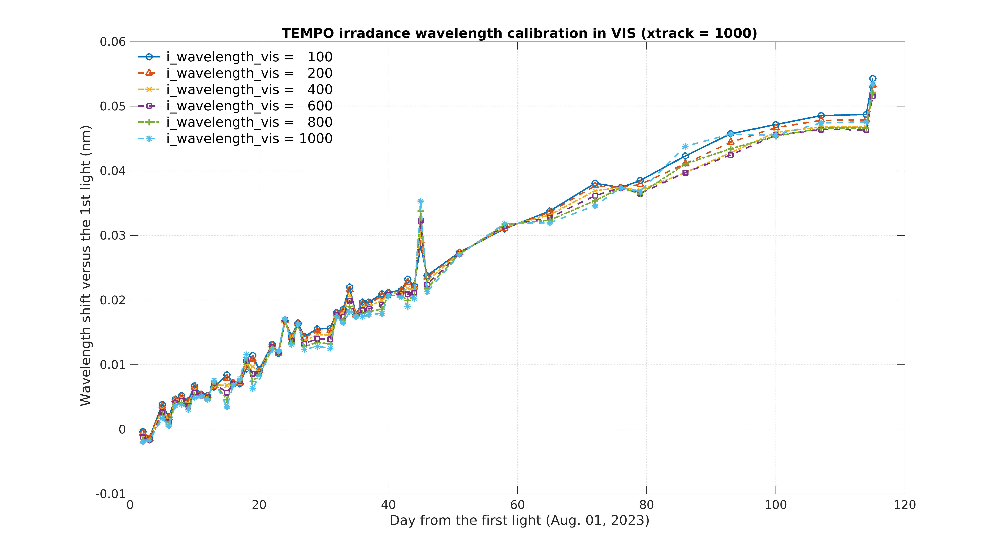 TEMPO irradance wavelength calibration in VIS (xtrack = 1000)
0.06
0.05
0.04
0.03
0.02
0.01
0
-0.01
Wavelength shift versus the 1st light (nm)
i_wavelength_vis = 100
i_wavelength_vis = 200
i_wavelength_vis = 400
i_wavelength_vis = 600
i_wavelength_vis = 800
i_wavelength_vis = 1000
0 20 40 60 80 100 120
Day from the first light (Aug. 01, 2023)